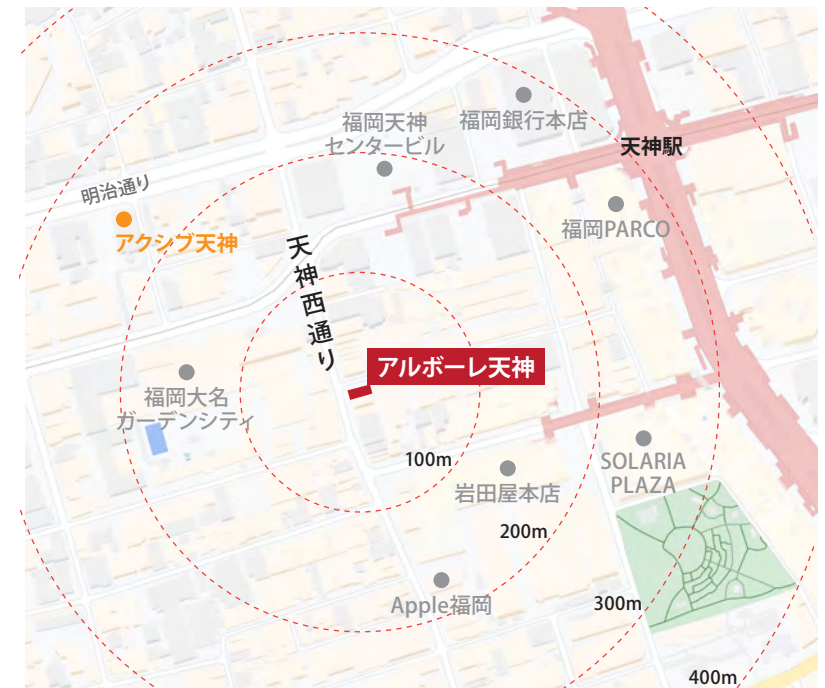 福岡銀行本店
福岡天神
センタービル
天神駅
明治通り
福岡PARCO
アクシブ天神
天神西通り
アルボーレ天神
福岡大名
ガーデンシティ
100m
SOLARIA
PLAZA
岩田屋本店
200m
Apple福岡
300m
400m